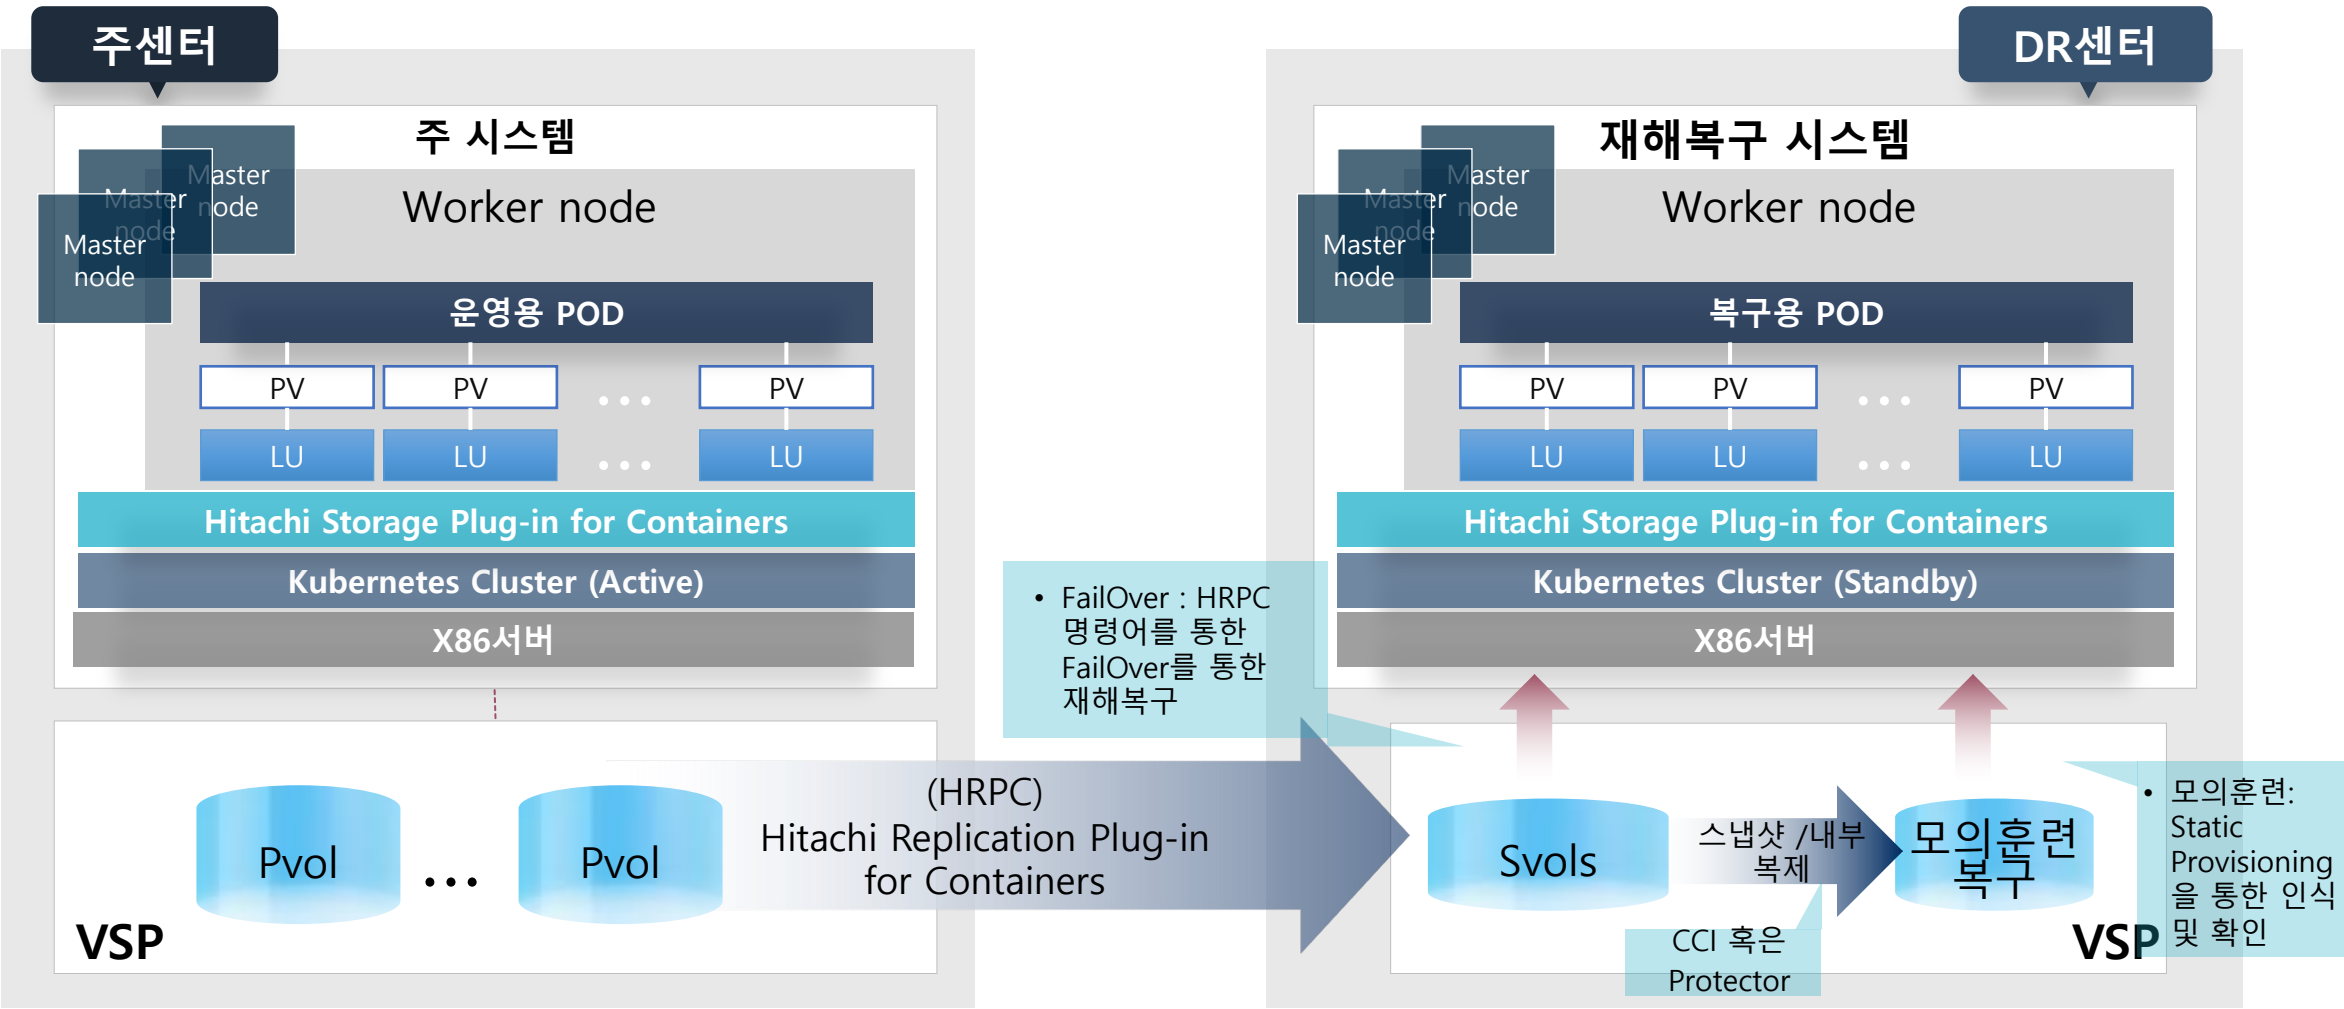 주센터
주 시스템
Master
node
Master
node
Master
node
Worker node
운영용 POD
PV
PV
...
PV
LU
LU
...
LU
Hitachi Storage Plug-in for Containers
Kubernetes Cluster (Active)
X86서버
Pvol
...
Pvol
VSP
(HRPC)
Hitachi Replication Plug-in
for Containers
• FailOver : HRPC
명령어를 통한
FailOver를 통한
재해복구
DR센터
재해복구 시스템
Master
node
Master
node
Master
node
Worker node
복구용 POD
PV
PV
...
PV
LU
LU
...
LU
Hitachi Storage Plug-in for Containers
Kubernetes Cluster (Standby)
X86서버
Svols
스냅샷 /내부
복제
모의훈련
복구
CCI 혹은
Protector
VSP
• 모의훈련:
Static
Provisioning
을 통한 인식
및 확인